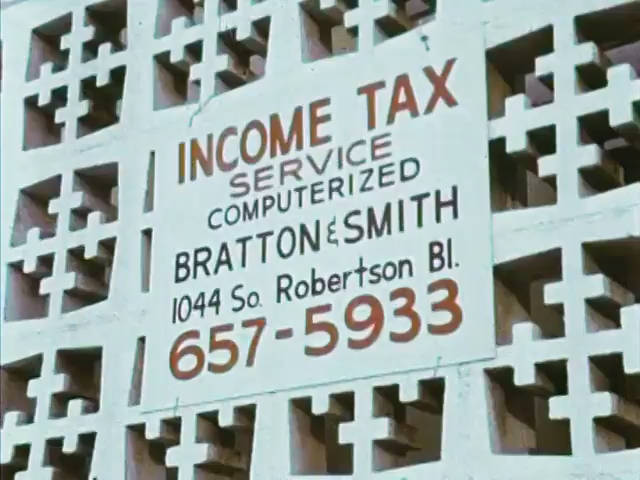 INCOME TAX
SERVICE
COMPUTERIZED
BRATTON & SMITH
1044 So. Robertson Bl.
657-5933